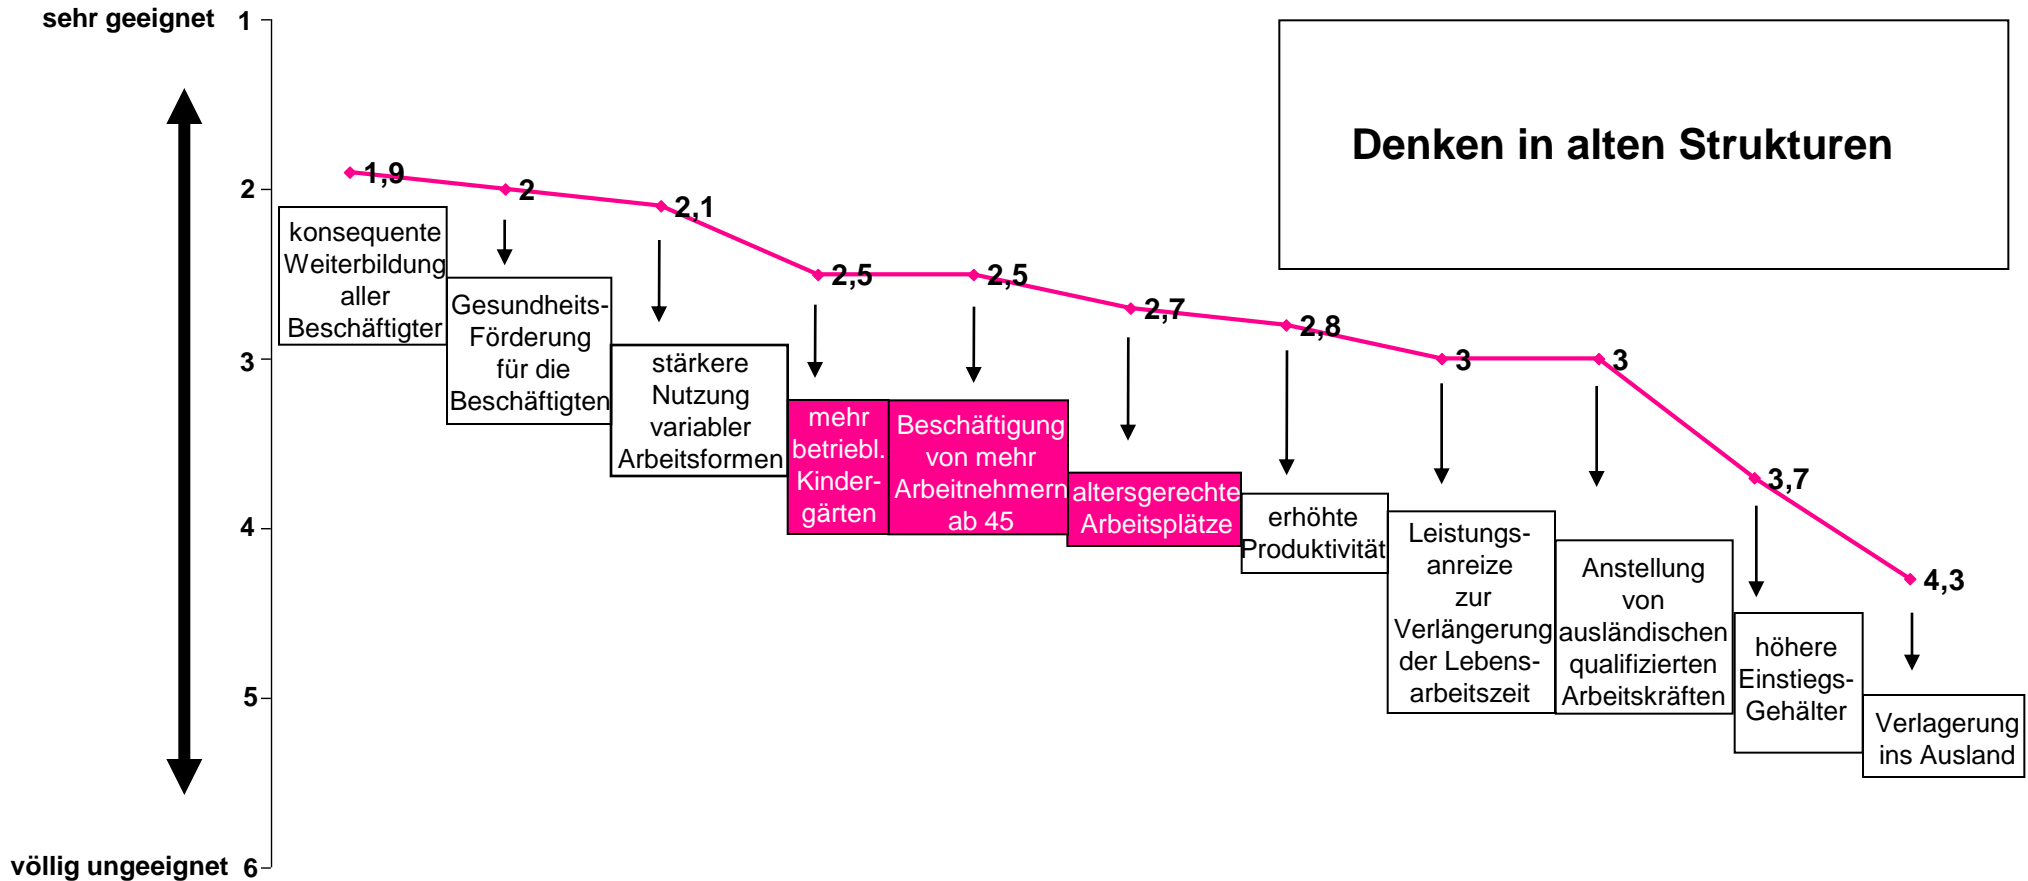 sehr geeignet 1
Denken in alten Strukturen
2
3
4
5
völlig ungeeignet 6
1,9
2
2,1
2,5
2,5
2,7
2,8
3
3
3,7
4,3
konsequente
Weiterbildung
aller
Beschäftigter
Gesundheits-
Förderung
für die
Beschäftigten
stärkere
Nutzung
variabler
Arbeitsformen
mehr
betriebl.
Kinder-
gärten
Beschäftigung
von mehr
Arbeitnehmern
ab 45
altersgerechte
Arbeitsplätze
erhöhte
Produktivität
Leistungs-
anreize
zur
Verlängerung
der Lebens-
arbeitszeit
Anstellung
von
ausländischen
qualifizierten
Arbeitskräften
höhere
Einstiegs-
Gehälter
Verlagerung
ins Ausland